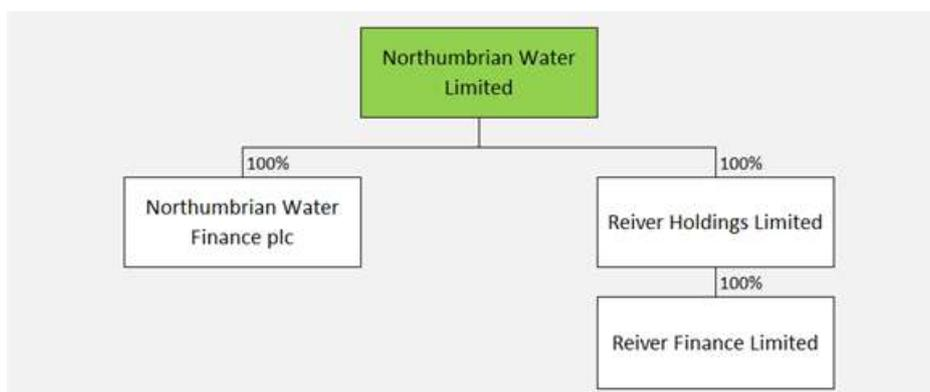 Northumbrian Water
Limited
100%
100%
Northumbrian Water
Finance plc
Reiver Holdings Limited
100%
Reiver Finance Limited